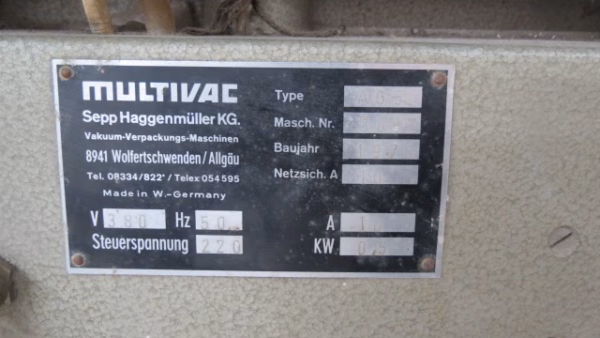 MULTIVAC
Sepp Haggenmüller KG.
Vakuum-Verpackungs-Maschinen
8941 Wolfertschwenden/Allgäu
Tel. 08334/822* / Telex 054595
Made in W.-Germany
V 380 Hz 50
Steuerspannung 220
Type
Masch. Nr.
Baujahr
Netzsich. A
A
KW